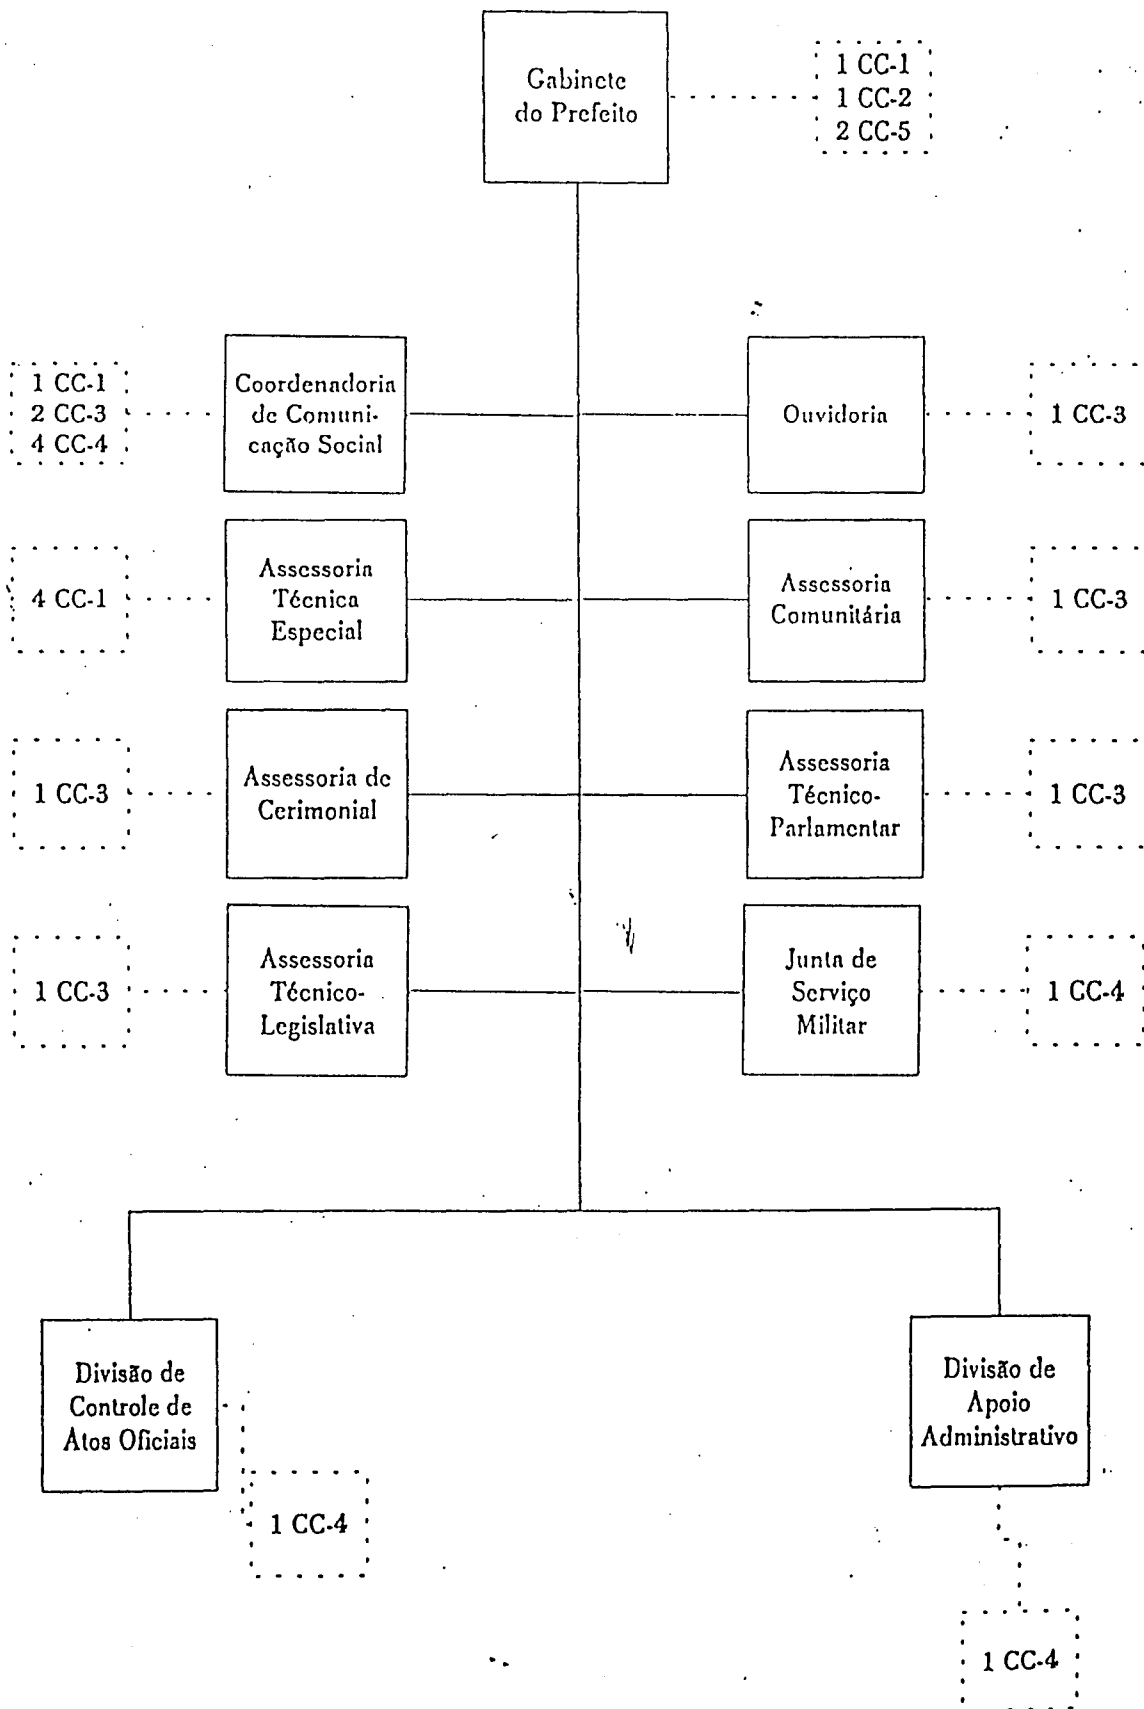 Gabinete
do Prefeito
1 CC-1
1 CC-2
2 CC-5
1 CC-1
2 CC-3
4 CC-4
Coordenadoria
de Comuni-
cação Social
Ouvidoria
1 CC-3
4 CC-1
Assessoria
Técnica
Especial
Assessoria
Comunitária
1 CC-3
1 CC-3
Assessoria de
Cerimonial
Assessoria
Técnico-
Parlamentar
1 CC-3
1 CC-3
Assessoria
Técnico-
Legislativa
Junta de
Serviço
Militar
1 CC-4
Divisão de
Controle de
Atos Oficiais
1 CC-4
Divisão de
Apoio
Administrativo
1 CC-4